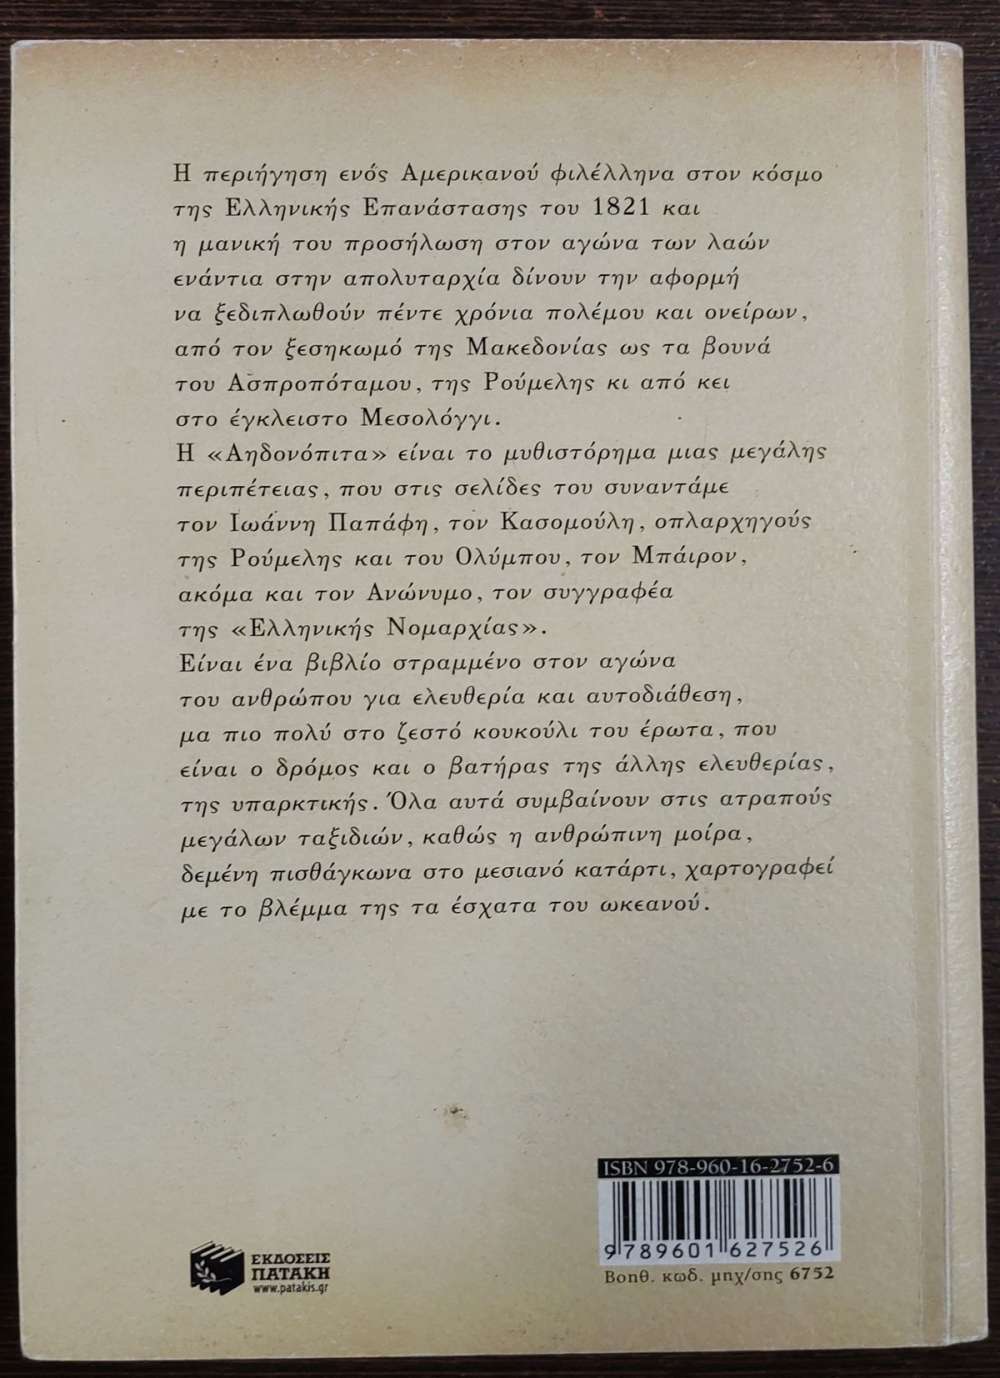 Η περιήγηση ενός Αμερικανού φιλέλληνα στον κόσμο
της Ελληνικής Επανάστασης του 1821 και
η μανική του προσήλωση στον αγώνα των λαών
ενάντια στην απολυταρχία δίνουν την αφορμή
να ξεδιπλωθούν πέντε χρόνια πολέμου και ονείρων,
από τον ξεσηκωμό της Μακεδονίας ως τα βουνά
του Ασπροπόταμου, της Ρούμελης κι από κει
στο έγκλειστο Μεσολόγγι.
Η «Αηδονόπιτα» είναι το μυθιστόρημα μιας μεγάλης
περιπέτειας, που στις σελίδες του συναντάμε
τον Ιωάννη Παπάφη, τον Κασομούλη, οπλαρχηγούς
της Ρούμελης και του Ολύμπου, τον Μπάιρον,
ακόμα και τον Ανώνυμο, τον συγγραφέα
της «Ελληνικής Νομαρχίας».
Είναι ένα βιβλίο στραμμένο στον αγώνα
του ανθρώπου για ελευθερία και αυτοδιάθεση,
μα πιο πολύ στο ζεστό κουκούλι του έρωτα, που
είναι ο δρόμος και ο βατήρας της άλλης ελευθερίας,
της υπαρκτικής. Όλα αυτά συμβαίνουν στις ατραπούς
μεγάλων ταξιδιών, καθώς η ανθρώπινη μοίρα,
δεμένη πισθάγκωνα στο μεσιανό κατάρτι, χαρτογραφεί
με το βλέμμα της τα έσχατα του ωκεανού.
ISBN 978-960-16-2752-6
9 789601 627526
Βοηθ. κωδ. μηχ/σης 6752
ΕΚΔΟΣΕΙΣ
ΠΑΤΑΚΗ
www.patakis.gr